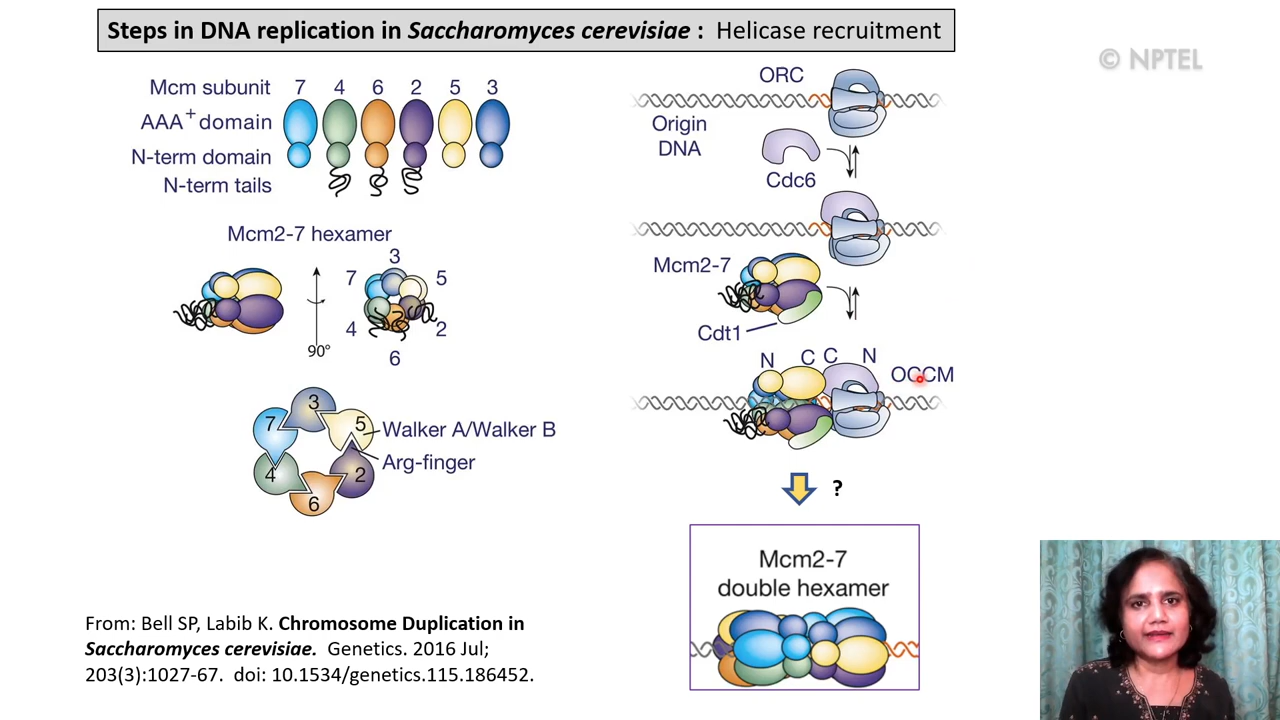 Steps in DNA replication in Saccharomyces cerevisiae : Helicase recruitment
© NPTEL
Mcm subunit 7 4 6 2 5 3
AAA+ domain
N-term domain
N-term tails
Mcm2-7 hexamer
3
7 5
4 2
6
90°
3
7 5
4 2
6
Walker A/Walker B
Arg-finger
ORC
Origin
DNA
Cdc6
Mcm2-7
Cdt1
N C C N
OCCM
?
Mcm2-7
double hexamer
From: Bell SP, Labib K. Chromosome Duplication in
Saccharomyces cerevisiae. Genetics. 2016 Jul;
203(3):1027-67. doi: 10.1534/genetics.115.186452.